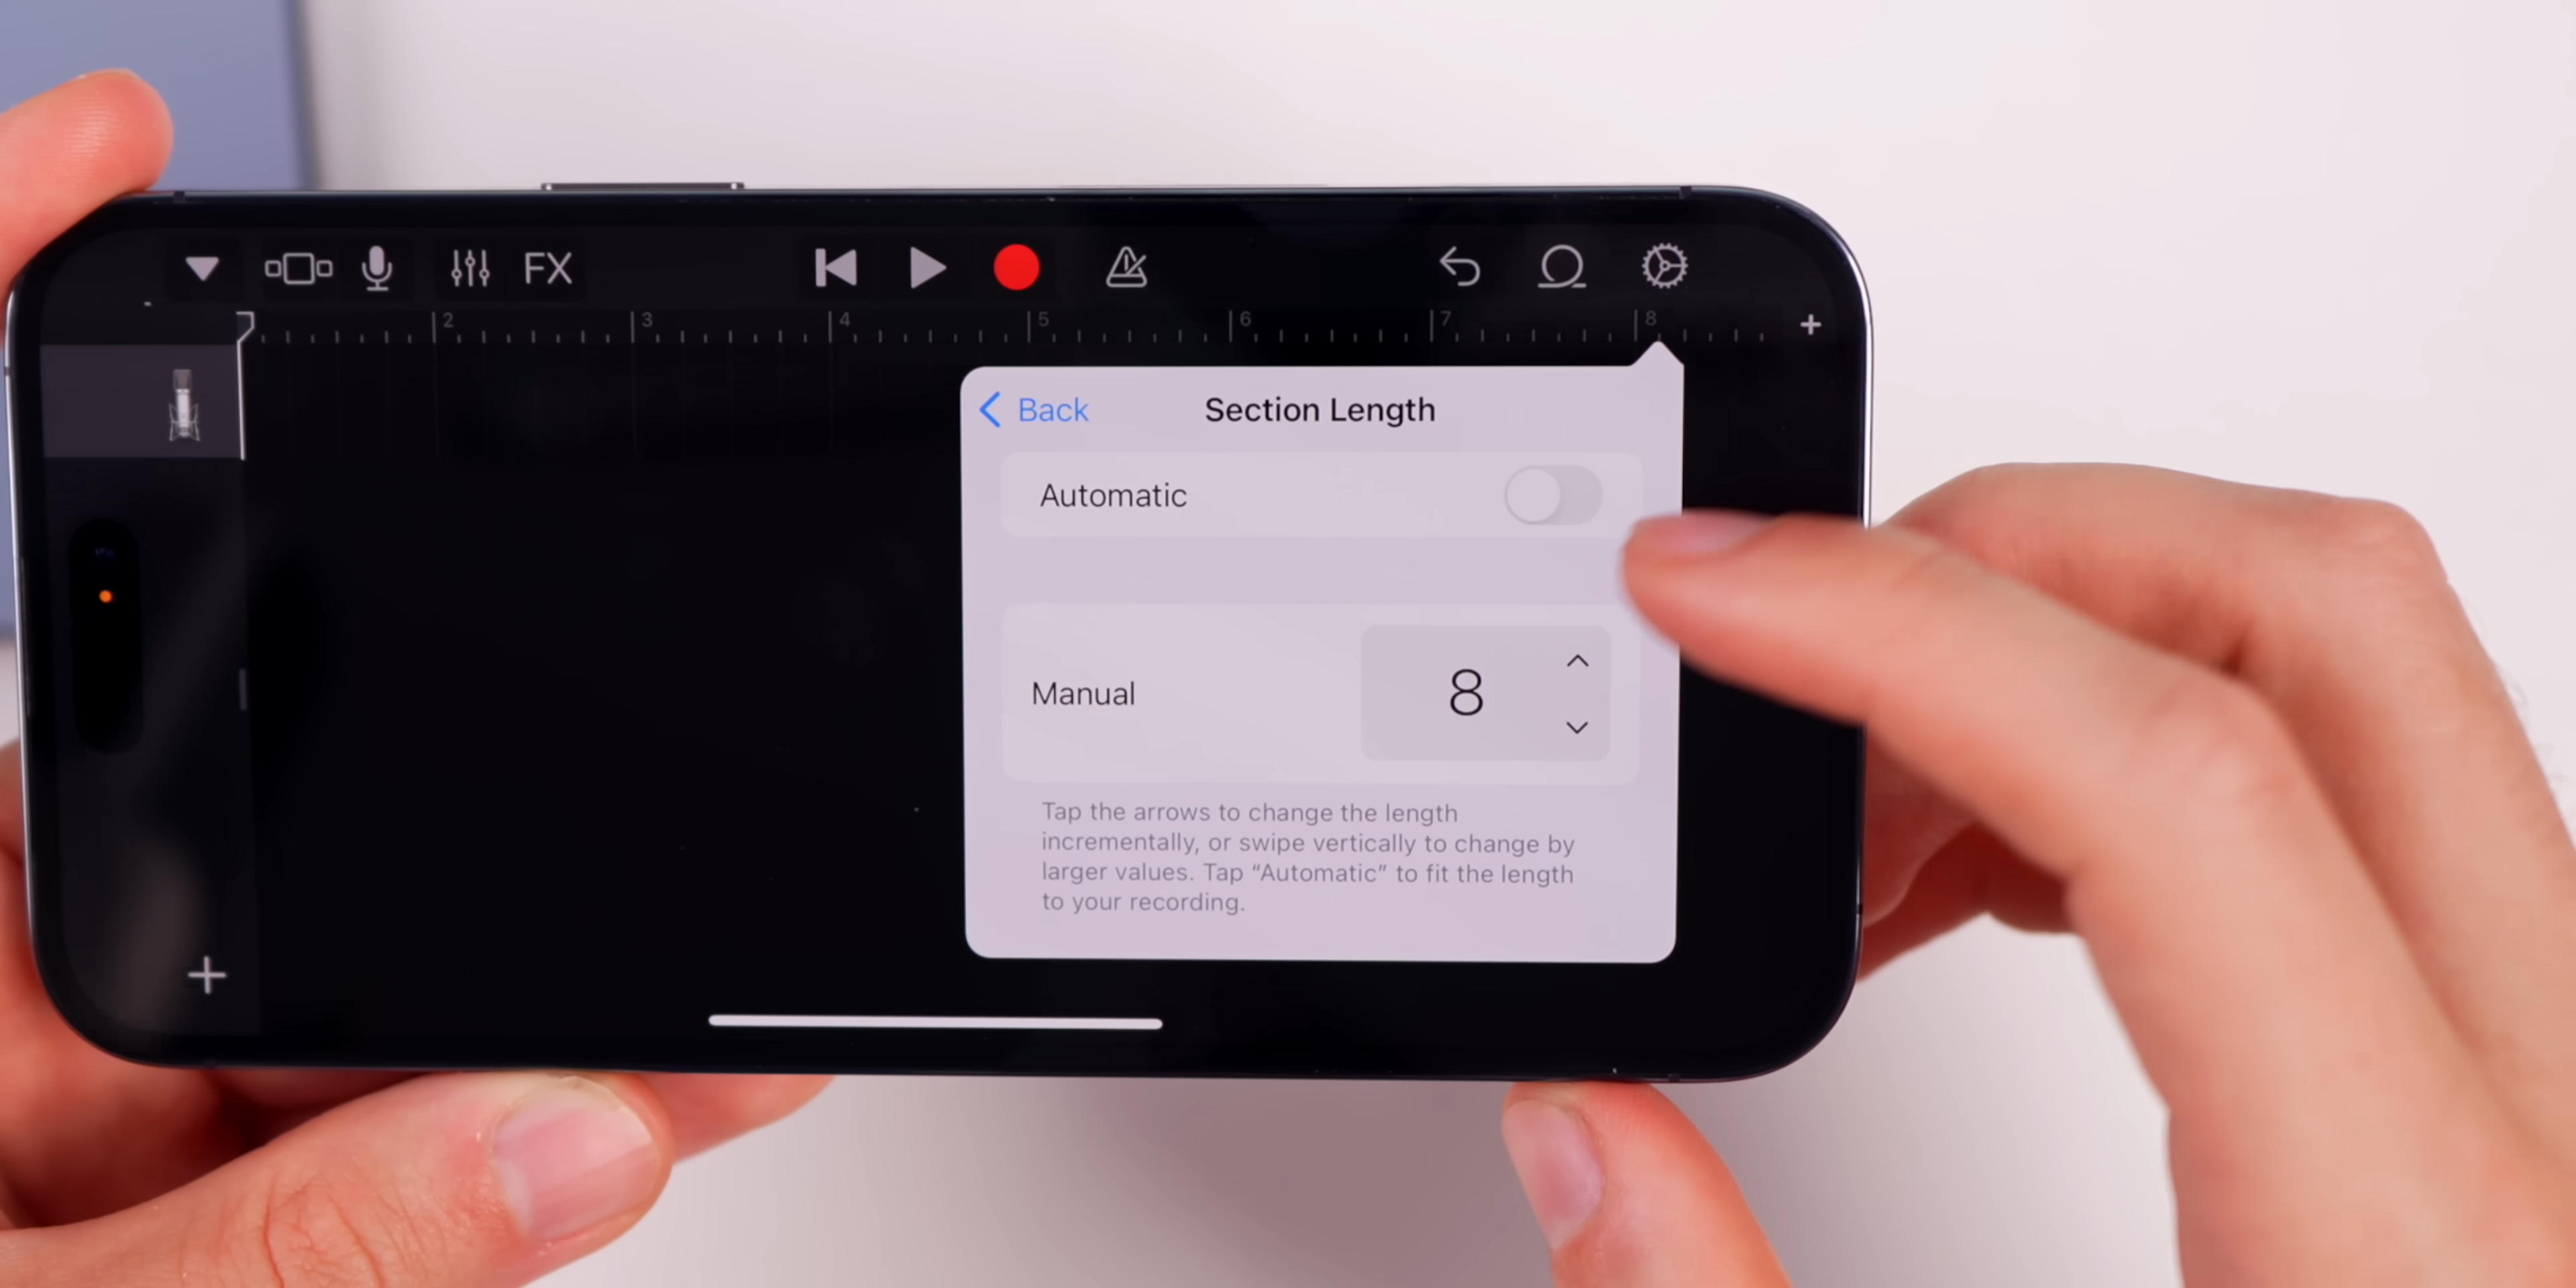 FX
2 3 4 5 6 7 8 +
Back Section Length
Automatic
Manual 8
Tap the arrows to change the length
incrementally, or swipe vertically to change by
larger values. Tap “Automatic” to fit the length
to your recording.
+